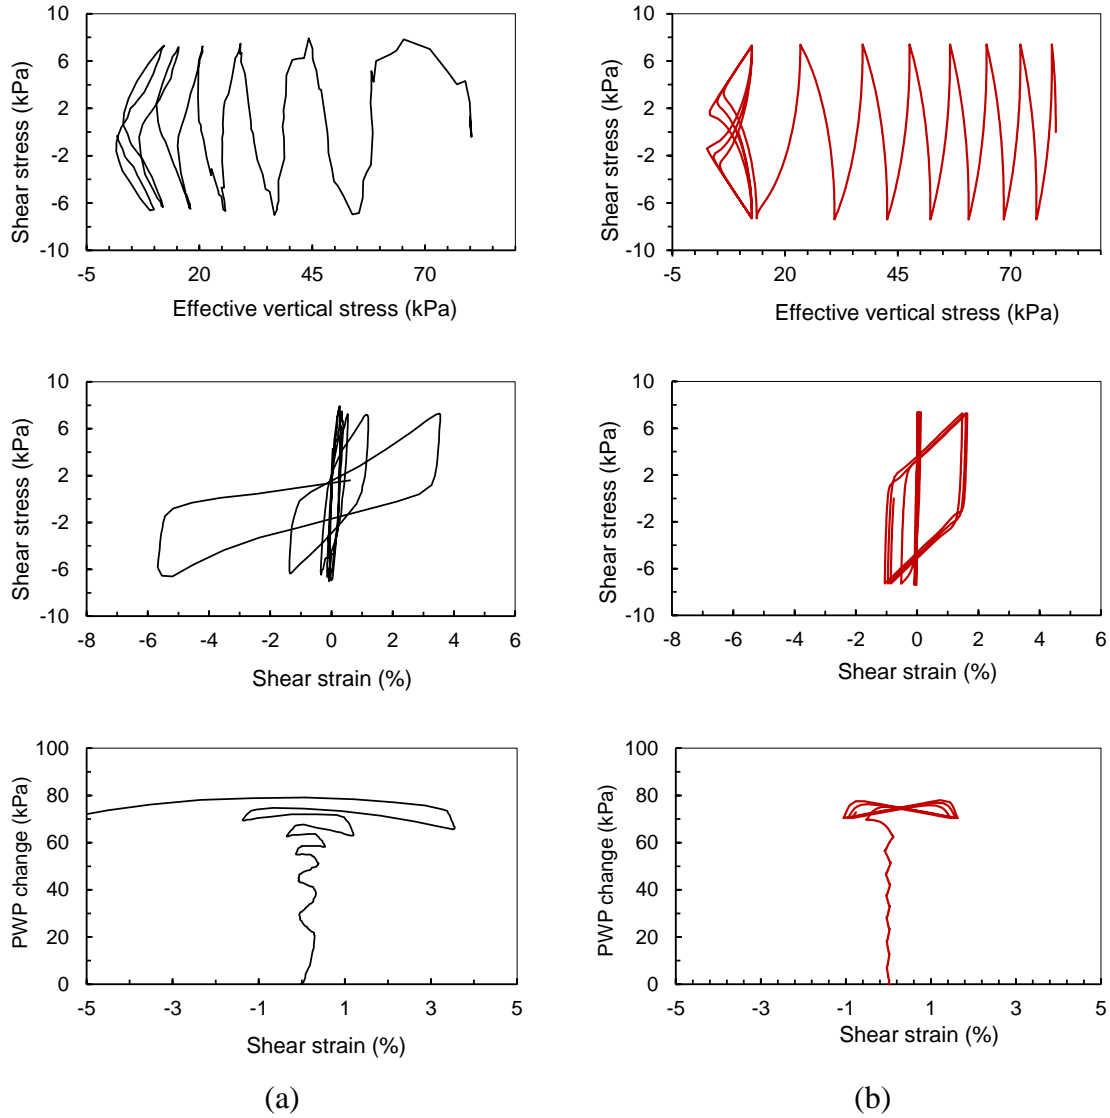 10
6
2
-2
-6
-10
Shear stress (kPa)
-5 20 45 70
Effective vertical stress (kPa)
10
6
2
-2
-6
-10
Shear stress (kPa)
-5 20 45 70
Effective vertical stress (kPa)
10
6
2
-2
-6
-10
Shear stress (kPa)
-8 -6 -4 -2 0 2 4 6
Shear strain (%)
10
6
2
-2
-6
-10
Shear stress (kPa)
-8 -6 -4 -2 0 2 4 6
Shear strain (%)
100
80
60
40
20
0
PWP change (kPa)
-5 -3 -1 1 3 5
Shear strain (%)
100
80
60
40
20
0
PWP change (kPa)
-5 -3 -1 1 3 5
Shear strain (%)
(a) (b)